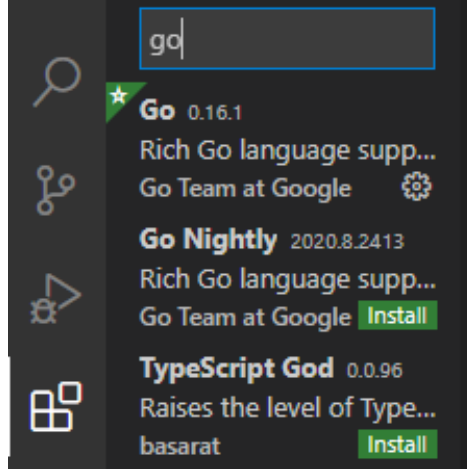 go
Go 0.16.1
Rich Go language supp...
Go Team at Google
Go Nightly 2020.8.2413
Rich Go language supp...
Go Team at Google Install
TypeScript God 0.0.96
Raises the level of Type...
basarat Install